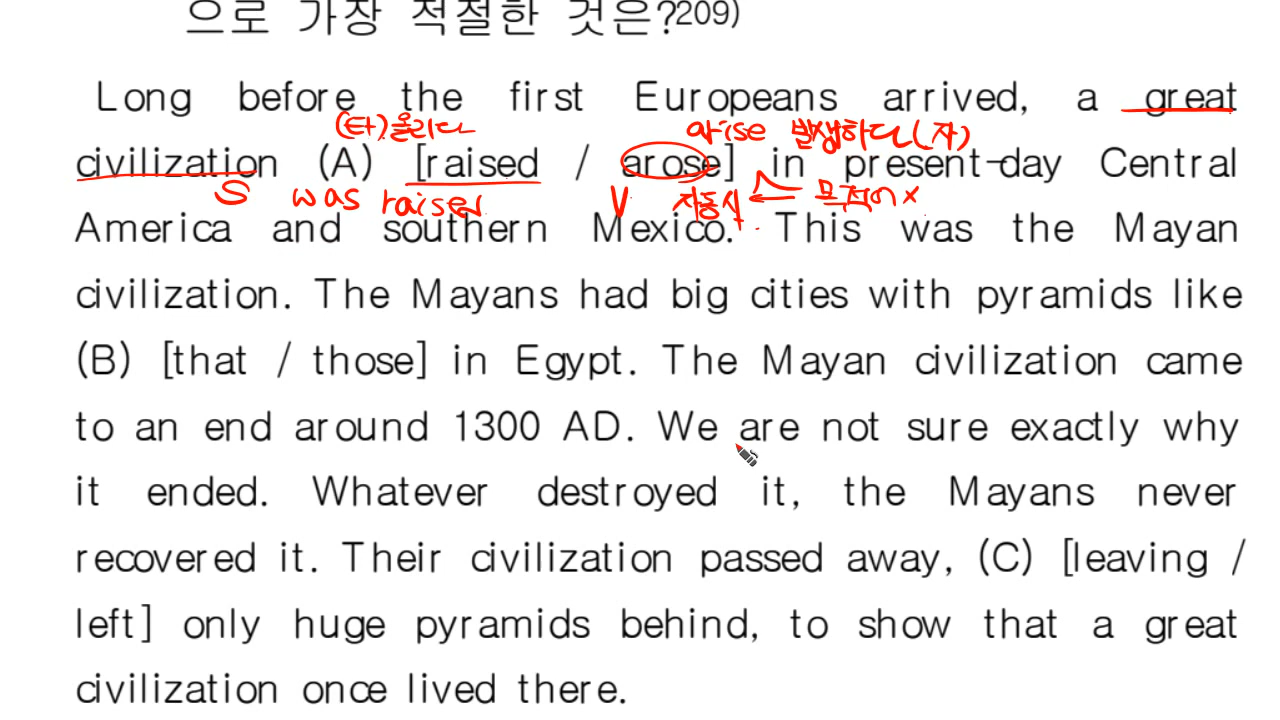 으로 가장 적절한 것은?209)
Long before the first Europeans arrived, a great
(타)올리다 arise 발생하다(자)
civilization (A) [raised / arose] in present-day Central
S was raised V 자동사 목적어×
America and southern Mexico. This was the Mayan
civilization. The Mayans had big cities with pyramids like
(B) [that / those] in Egypt. The Mayan civilization came
to an end around 1300 AD. We are not sure exactly why
it ended. Whatever destroyed it, the Mayans never
recovered it. Their civilization passed away, (C) [leaving /
left] only huge pyramids behind, to show that a great
civilization once lived there.